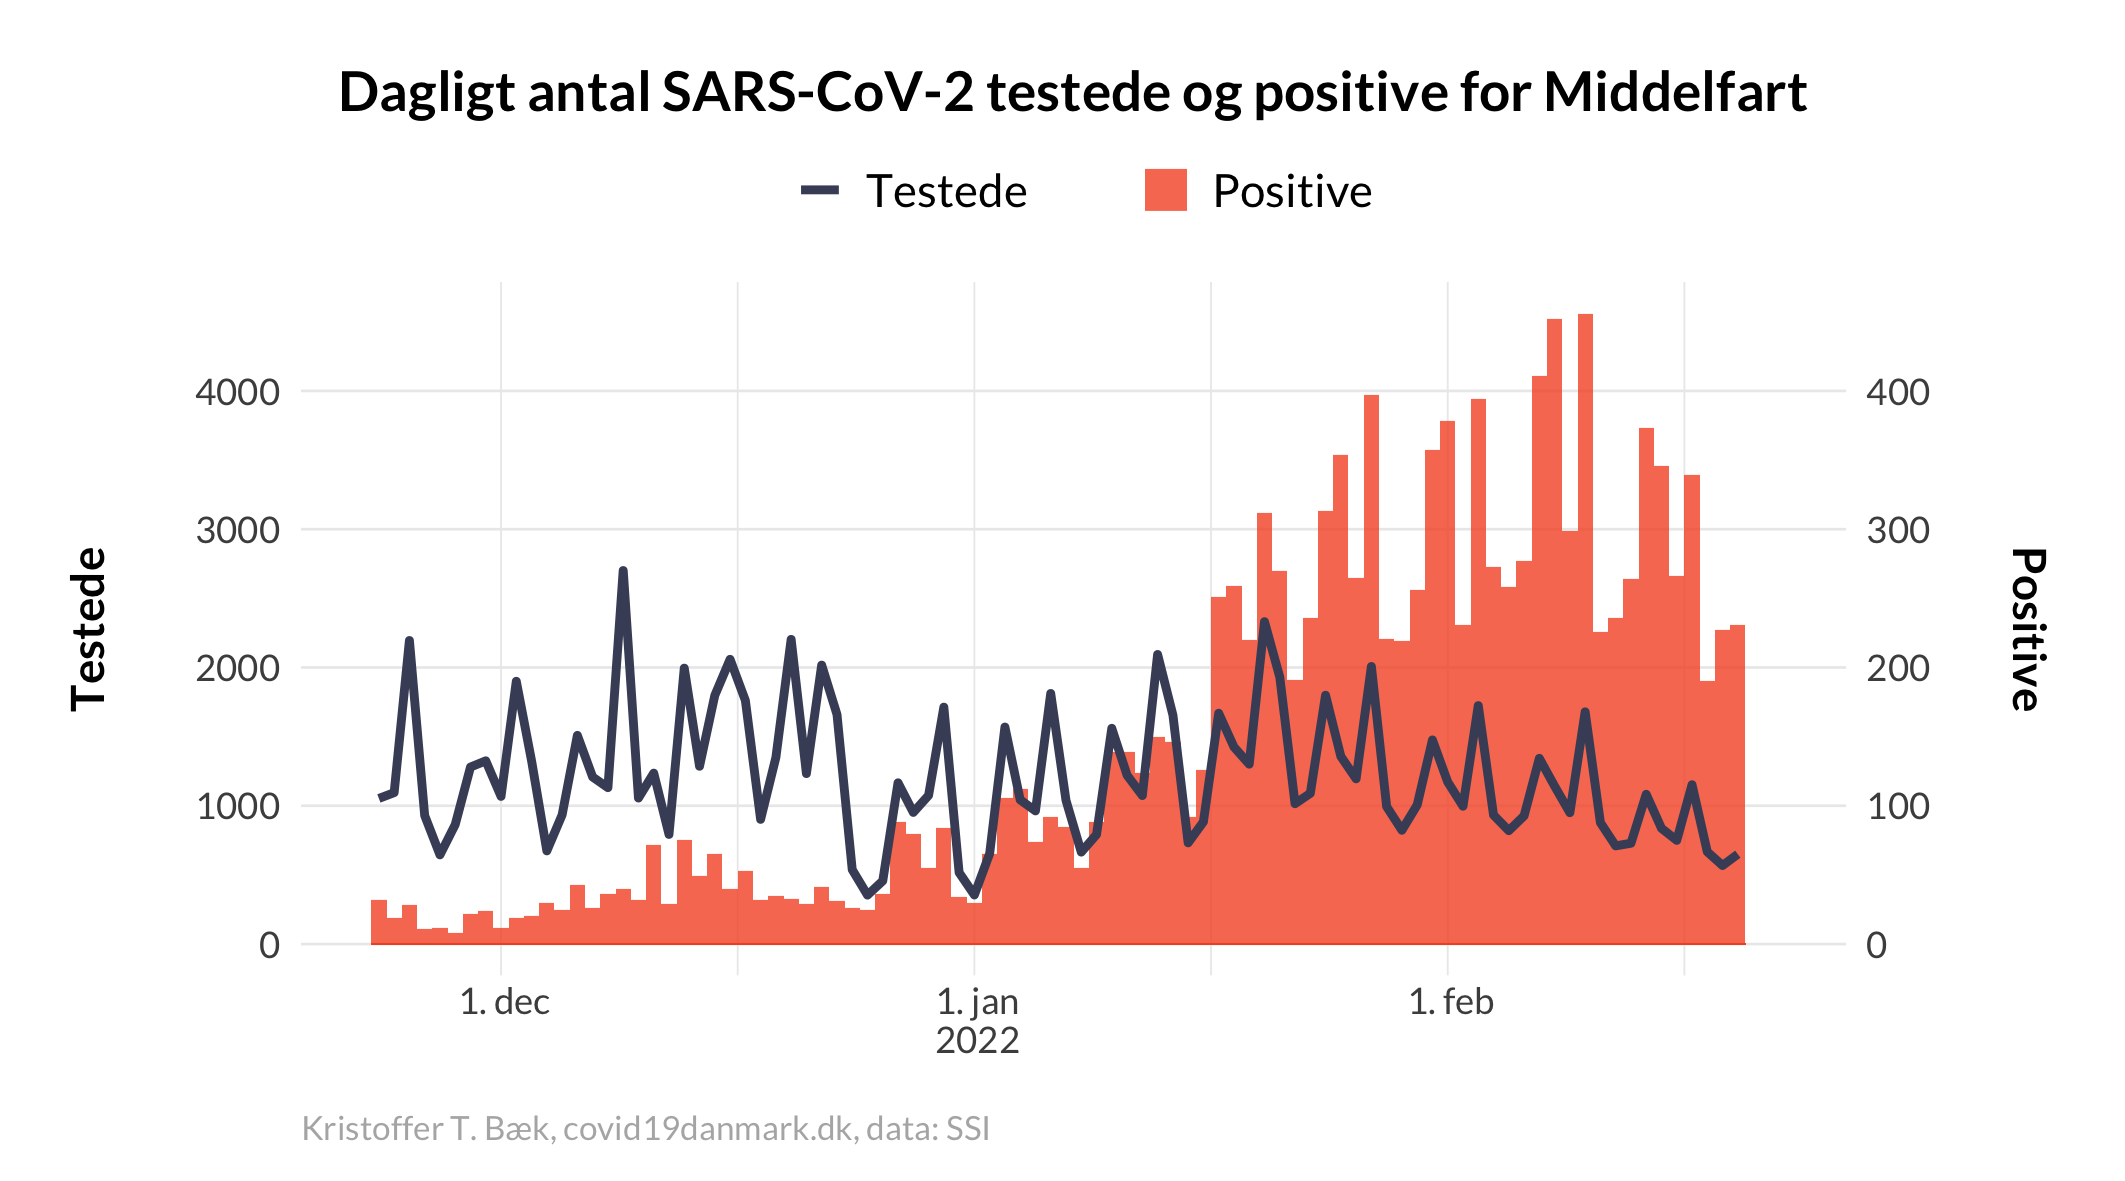 Dagligt antal SARS-CoV-2 testede og positive for Middelfart
Testede
Positive
Testede
4000
3000
2000
1000
0
400
300
200
100
0
Positive
1. dec
1. jan
2022
1. feb
Kristoffer T. Bæk, covid19danmark.dk, data: SSI